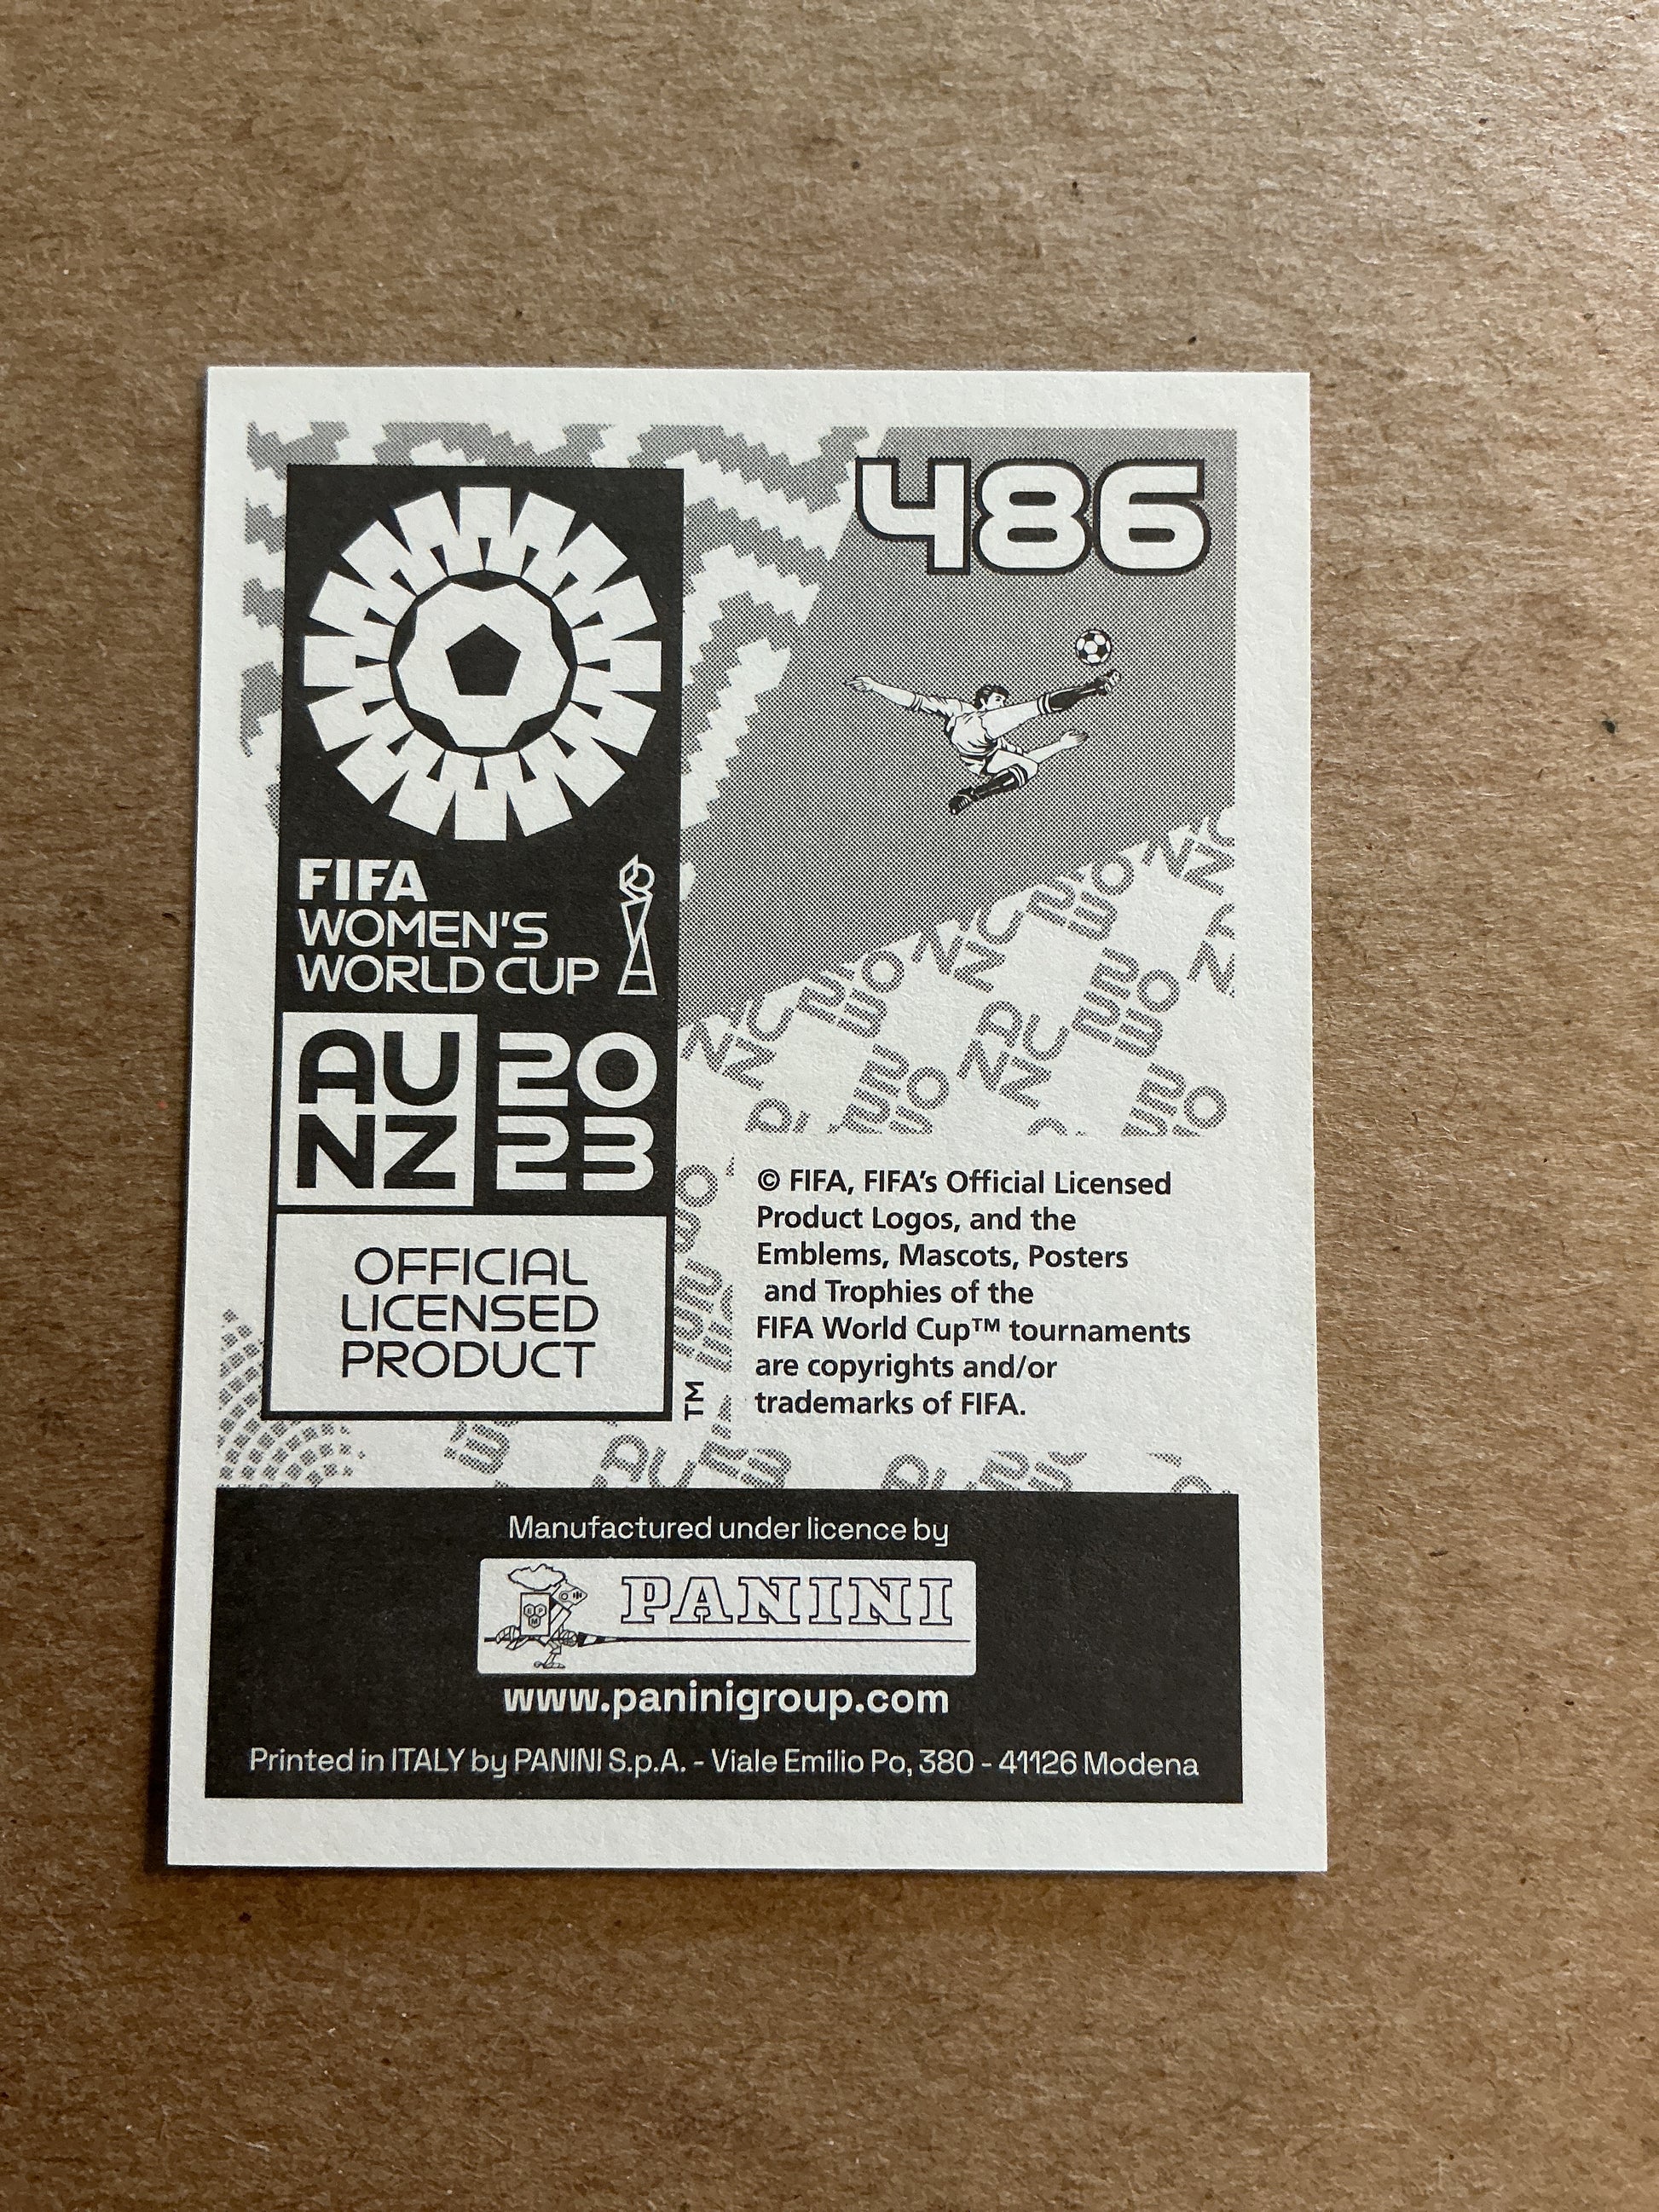 486
FIFA
WOMEN'S
WORLD CUP
AU
NZ
20
23
OFFICIAL
LICENSED
PRODUCT
TM
© FIFA, FIFA's Official Licensed
Product Logos, and the
Emblems, Mascots, Posters
and Trophies of the
FIFA World Cup™ tournaments
are copyrights and/or
trademarks of FIFA.
Manufactured under licence by
PANINI
www.paninigroup.com
Printed in ITALY by PANINI S.p.A. - Viale Emilio Po, 380 - 41126 Modena